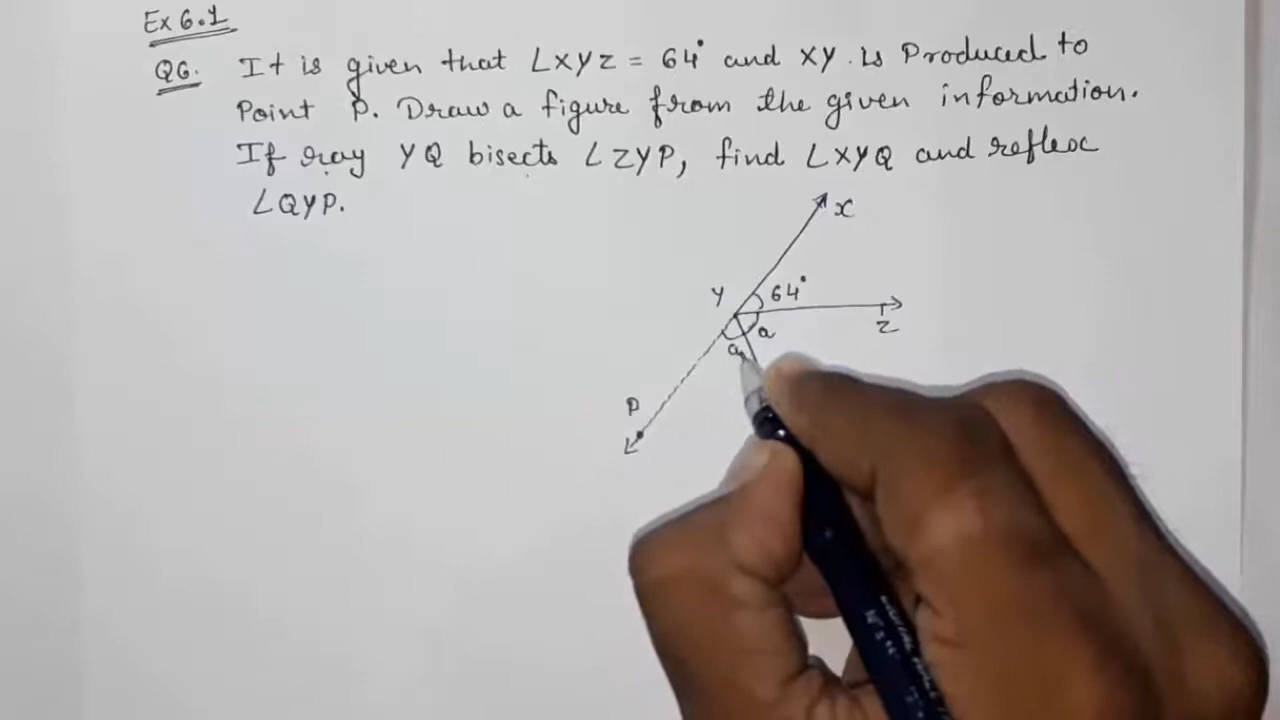 Ex 6.1
Q6. It is given that ∠XYZ = 64° and XY is Produced to
Point P. Draw a figure from the given information.
If ray YQ bisects ∠ZYP, find ∠XYQ and reflex
∠QYP.
X
Y 64°
Z
a
a
P